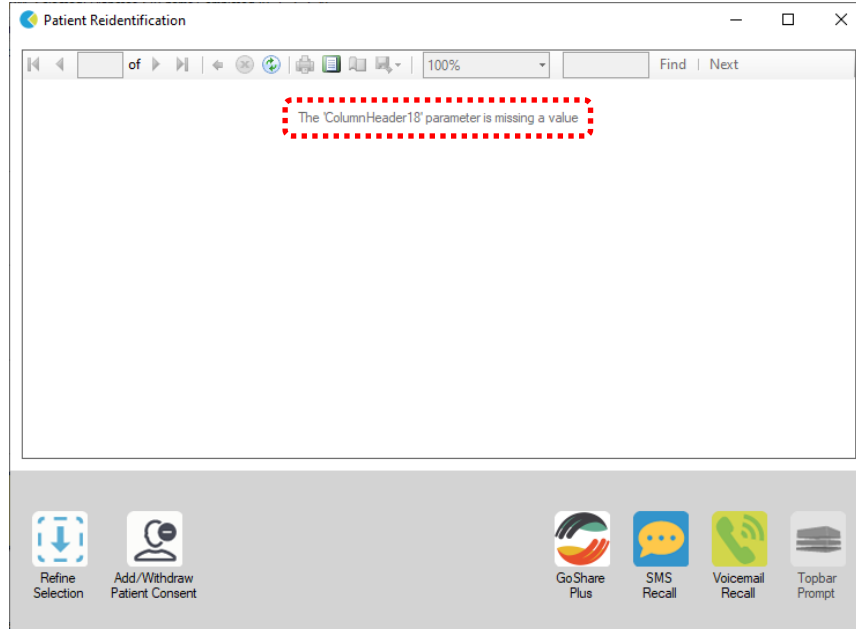 Patient Reidentification
of
100%
Find
Next
The 'ColumnHeader18' parameter is missing a value
Refine
Selection
Add/Withdraw
Patient Consent
GoShare
Plus
SMS
Recall
Voicemail
Recall
Topbar
Prompt